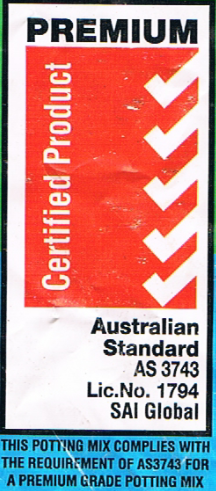 PREMIUM
Certified Product
Australian
Standard
AS 3743
Lic.No. 1794
SAI Global
THIS POTTING MIX COMPLIES WITH
THE REQUIREMENT OF AS3743 FOR
A PREMIUM GRADE POTTING MIX